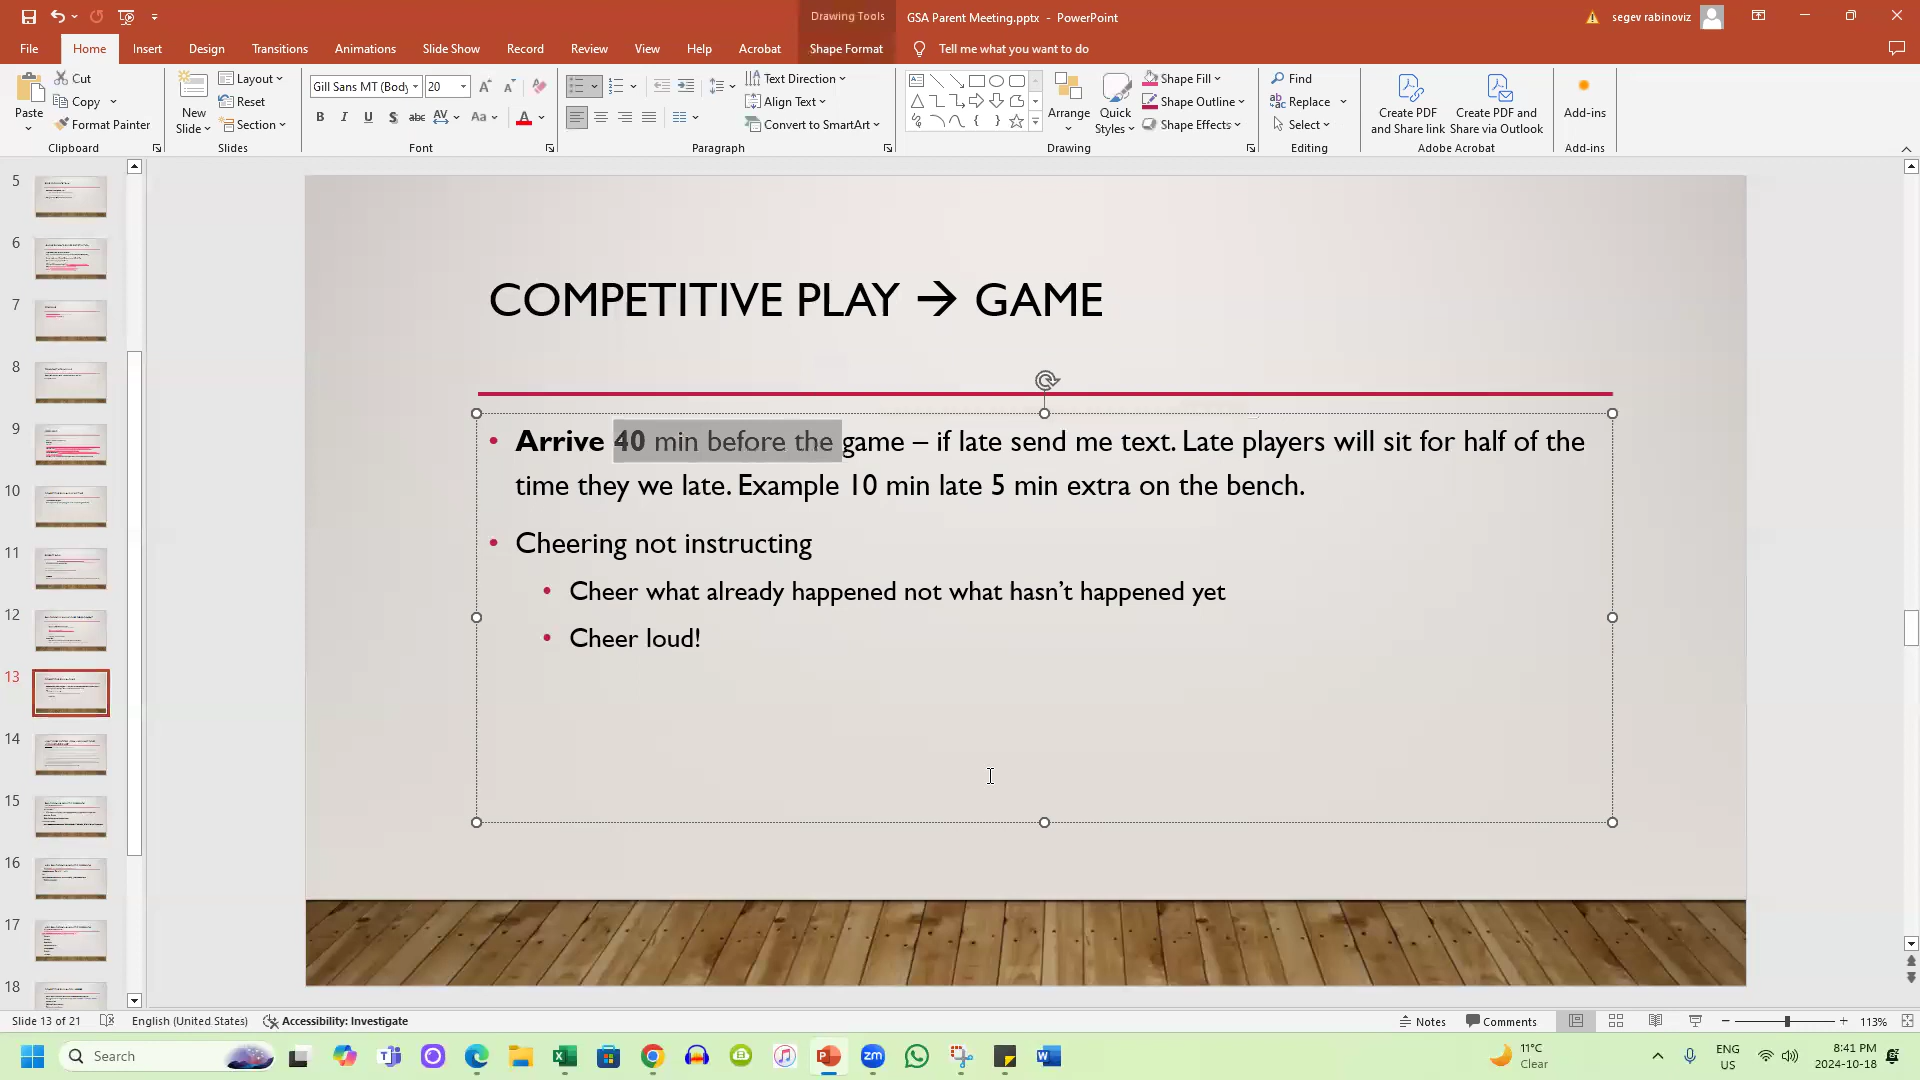 Drawing Tools
GSA Parent Meeting.pptx - PowerPoint
segev rabinoviz
File Home Insert Design Transitions Animations Slide Show Record Review View Help Acrobat Shape Format Tell me what you want to do
Paste
Cut
Copy
Format Painter
Clipboard
New Slide
Layout
Reset
Section
Slides
Gill Sans MT (Body
20
B I U S abc AV Aa A
Font
Text Direction
Align Text
Convert to SmartArt
Paragraph
Arrange
Quick Styles
Shape Fill
Shape Outline
Shape Effects
Drawing
Find
Replace
Select
Editing
Create PDF and Share link
Create PDF and Share via Outlook
Adobe Acrobat
Add-ins
Add-ins
5
6
7
8
9
10
11
12
13
14
15
16
17
18
COMPETITIVE PLAY → GAME
• Arrive 40 min before the game – if late send me text. Late players will sit for half of the
time they we late. Example 10 min late 5 min extra on the bench.
• Cheering not instructing
• Cheer what already happened not what hasn't happened yet
• Cheer loud!
Slide 13 of 21 English (United States) Accessibility: Investigate Notes Comments 113%
Search
zm
11°C
Clear
ENG
US
8:41 PM
2024-10-18